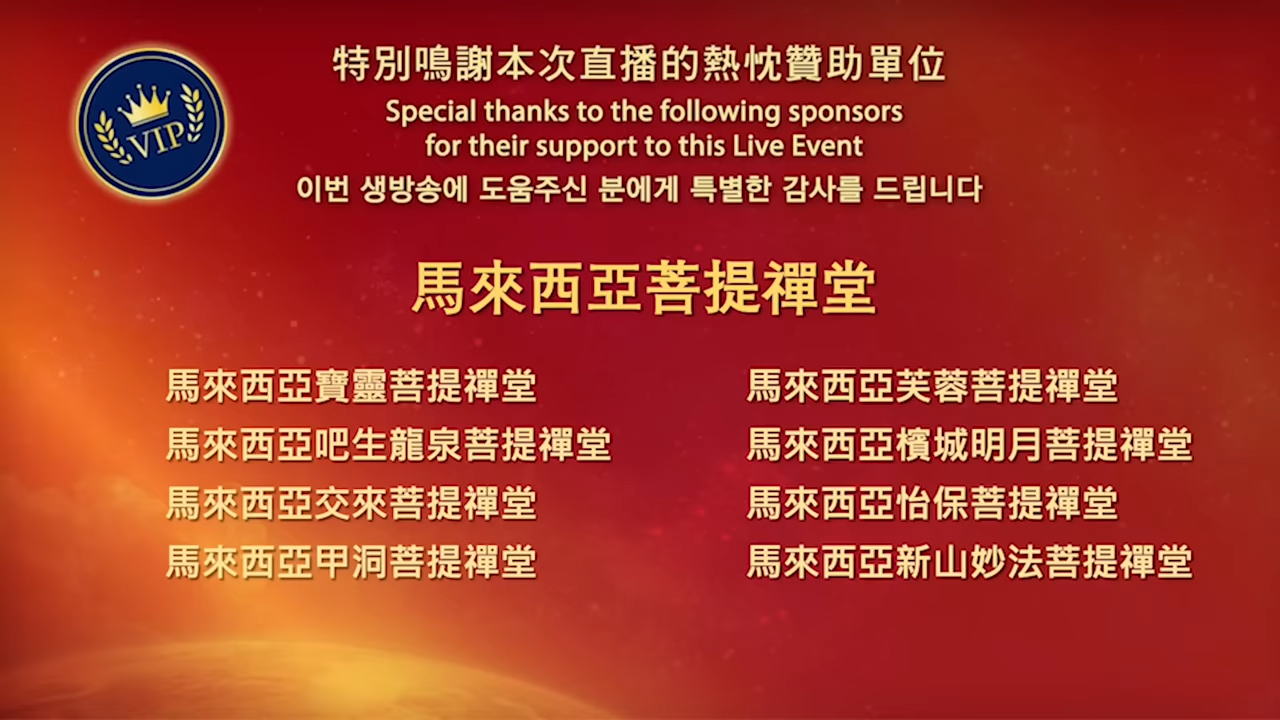 特別鳴謝本次直播的熱忱贊助單位
VIP
Special thanks to the following sponsors
for their support to this Live Event
이번 생방송에 도움주신 분에게 특별한 감사를 드립니다
馬來西亞菩提禪堂
馬來西亞寶靈菩提禪堂
馬來西亞吧生龍泉菩提禪堂
馬來西亞交來菩提禪堂
馬來西亞甲洞菩提禪堂
馬來西亞芙蓉菩提禪堂
馬來西亞檳城明月菩提禪堂
馬來西亞怡保菩提禪堂
馬來西亞新山妙法菩提禪堂